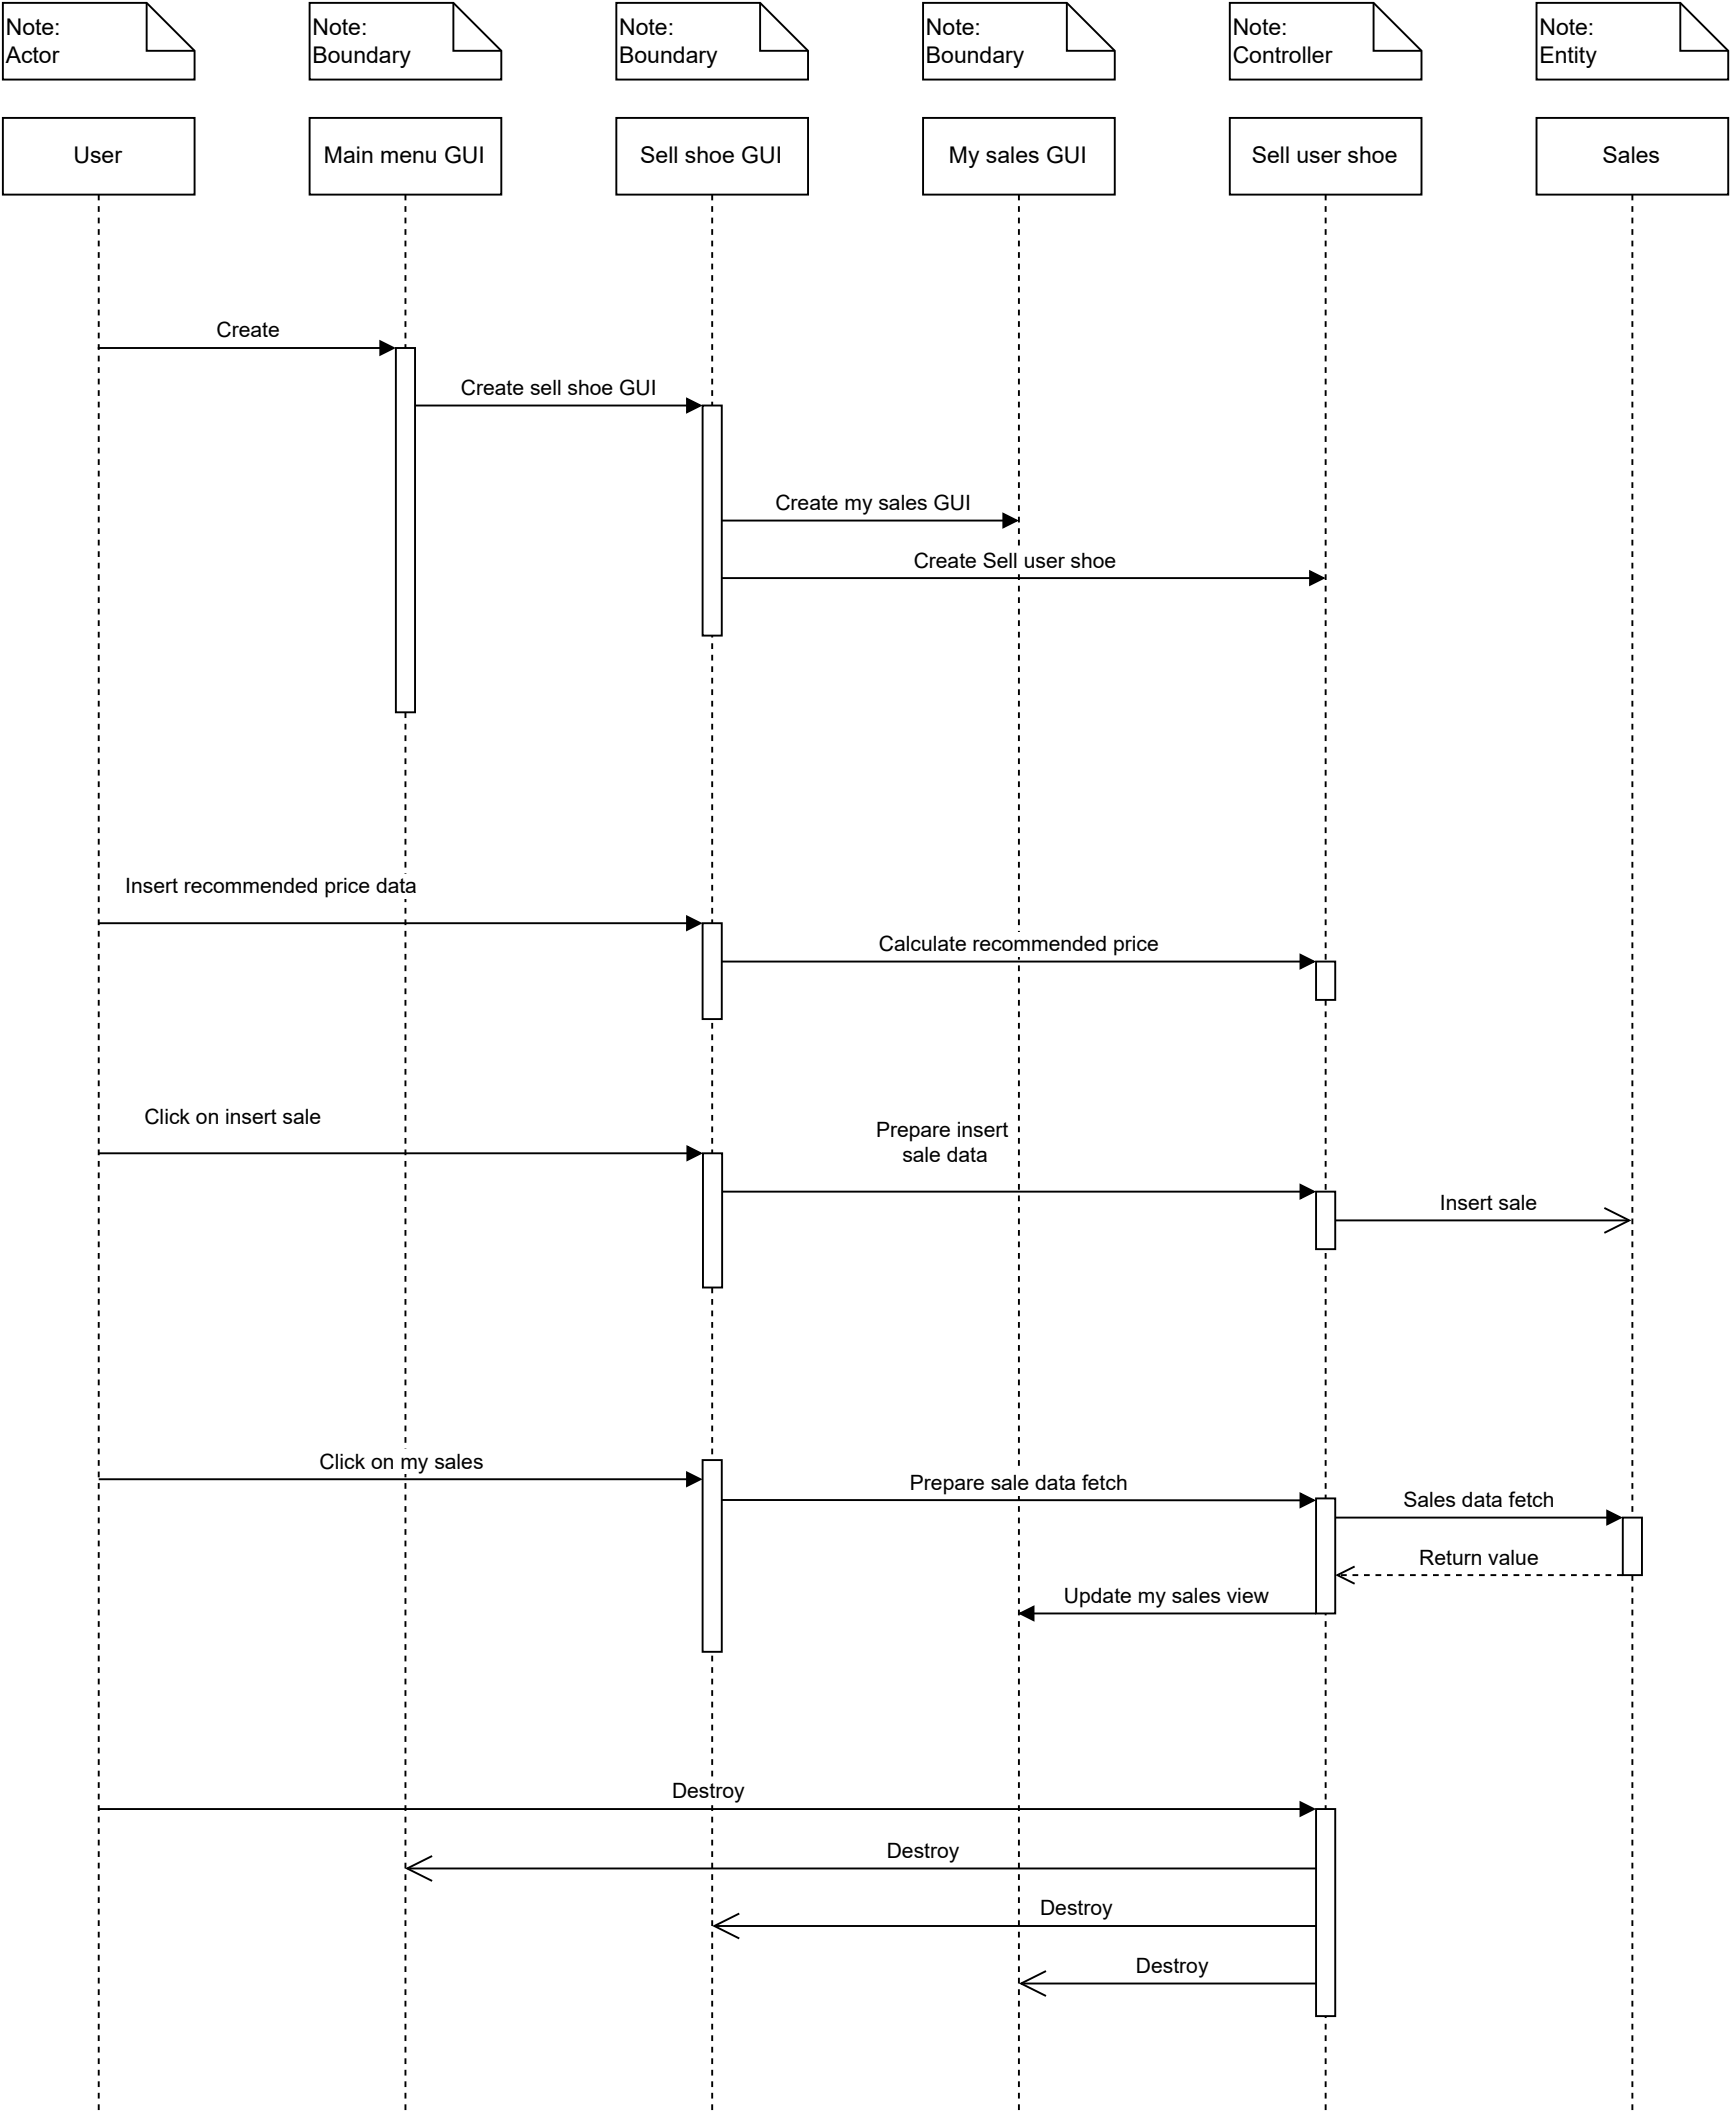 Note:
Actor
Note:
Boundary
Note:
Boundary
Note:
Boundary
Note:
Controller
Note:
Entity
User
Main menu GUI
Sell shoe GUI
My sales GUI
Sell user shoe
Sales
Create
Create sell shoe GUI
Create my sales GUI
Create Sell user shoe
Insert recommended price data
Calculate recommended price
Click on insert sale
Prepare insert
sale data
Insert sale
Click on my sales
Prepare sale data fetch
Sales data fetch
Return value
Update my sales view
Destroy
Destroy
Destroy
Destroy